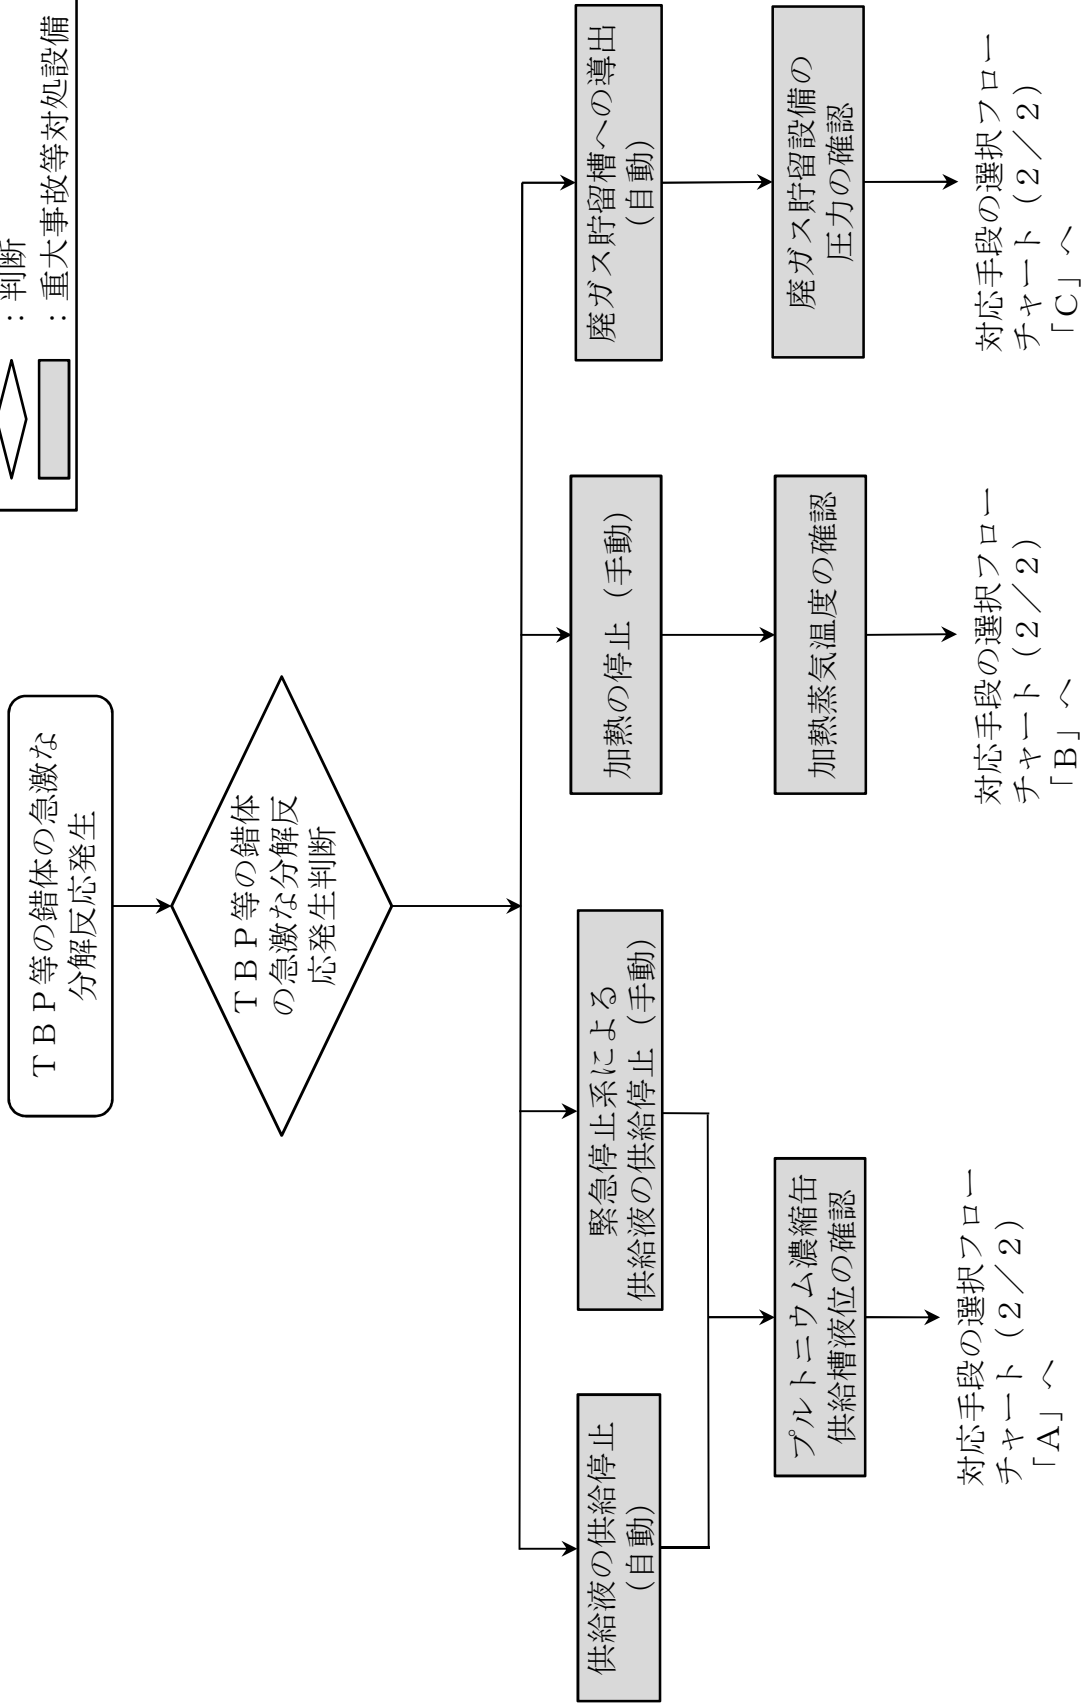 ：判断
：重大事故等対処設備
ＴＢＰ等の錯体の急激な
分解反応発生
ＴＢＰ等の錯体
の急激な分解反
応発生判断
供給液の供給停止
（自動）
緊急停止系による
供給液の供給停止（手動）
加熱の停止（手動）
廃ガス貯留槽への導出
（自動）
プルトニウム濃縮缶
供給槽液位の確認
加熱蒸気温度の確認
廃ガス貯留設備の
圧力の確認
対応手段の選択フロー
チャート（２／２）
「Ａ」へ
対応手段の選択フロー
チャート（２／２）
「Ｂ」へ
対応手段の選択フロー
チャート（２／２）
「Ｃ」へ